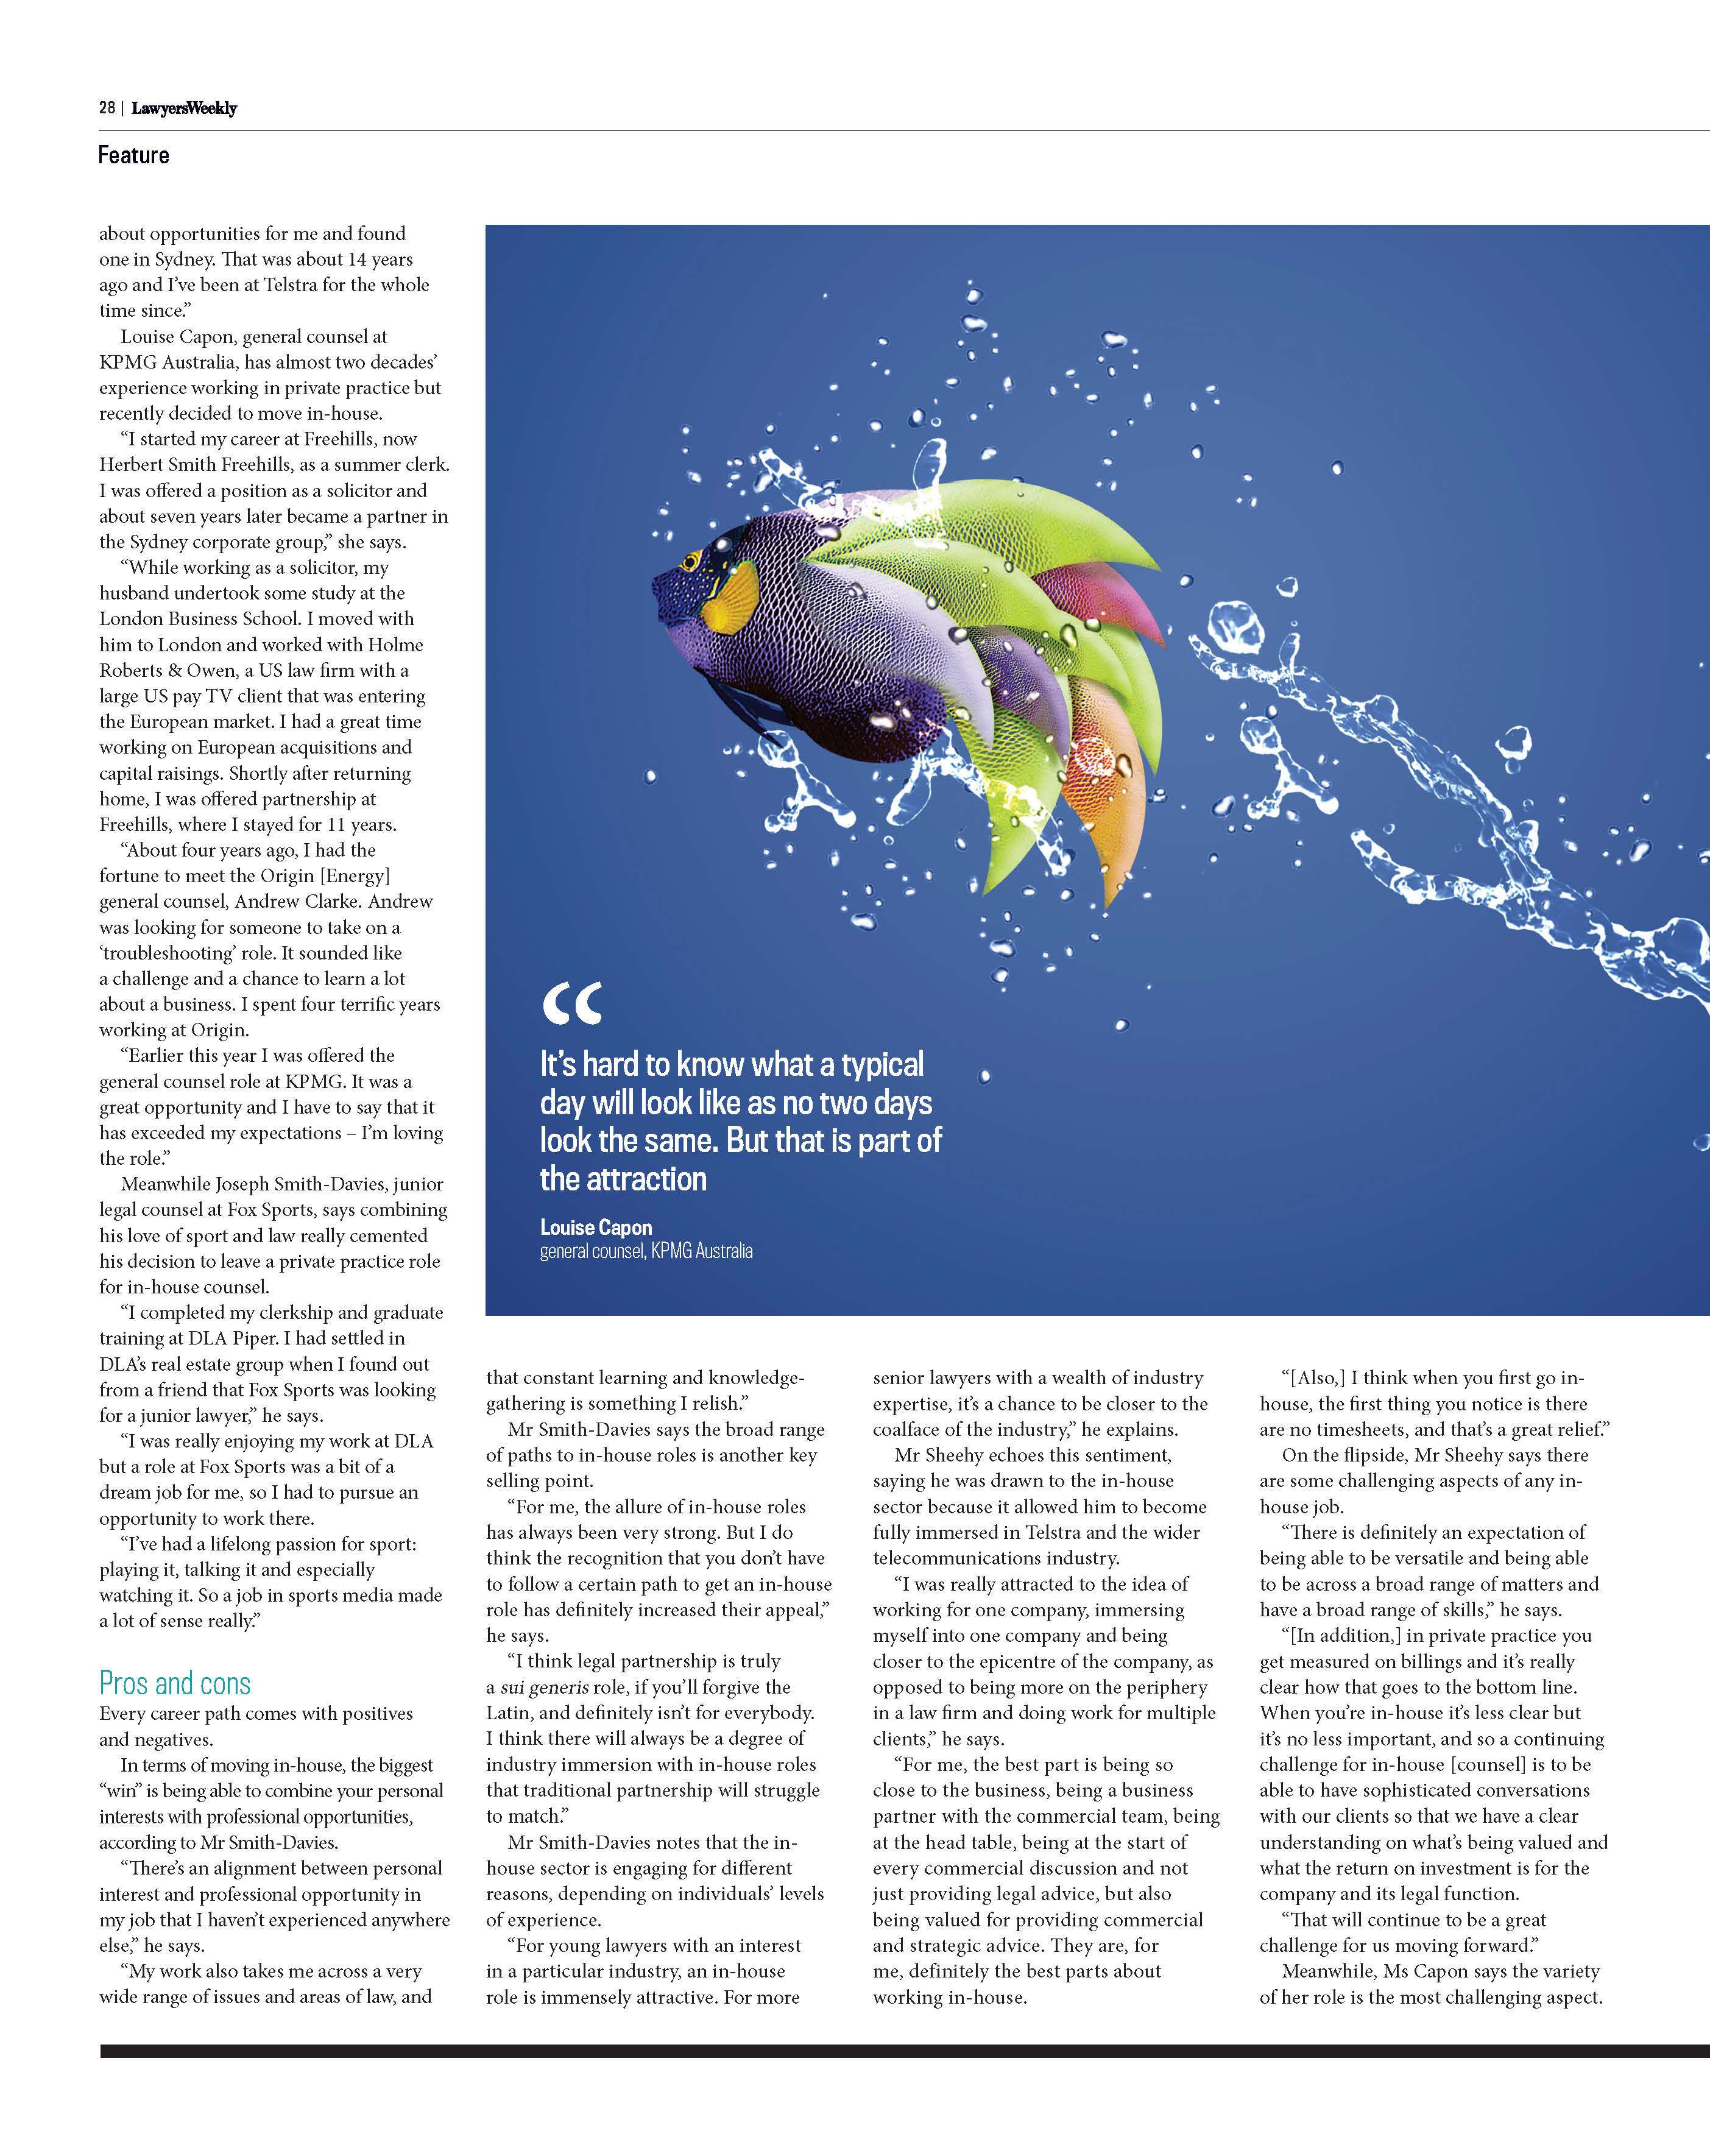 28 | LawyersWeekly
Feature
about opportunities for me and found
one in Sydney. That was about 14 years
ago and I’ve been at Telstra for the whole
time since.”
Louise Capon, general counsel at
KPMG Australia, has almost two decades’
experience working in private practice but
recently decided to move in-house.
“I started my career at Freehills, now
Herbert Smith Freehills, as a summer clerk.
I was offered a position as a solicitor and
about seven years later became a partner in
the Sydney corporate group,” she says.
“While working as a solicitor, my
husband undertook some study at the
London Business School. I moved with
him to London and worked with Holme
Roberts & Owen, a US law firm with a
large US pay TV client that was entering
the European market. I had a great time
working on European acquisitions and
capital raisings. Shortly after returning
home, I was offered partnership at
Freehills, where I stayed for 11 years.
“About four years ago, I had the
fortune to meet the Origin [Energy]
general counsel, Andrew Clarke. Andrew
was looking for someone to take on a
‘troubleshooting’ role. It sounded like
a challenge and a chance to learn a lot
about a business. I spent four terrific years
working at Origin.
“Earlier this year I was offered the
general counsel role at KPMG. It was a
great opportunity and I have to say that it
has exceeded my expectations – I’m loving
the role.”
Meanwhile Joseph Smith-Davies, junior
legal counsel at Fox Sports, says combining
his love of sport and law really cemented
his decision to leave a private practice role
for in-house counsel.
“I completed my clerkship and graduate
training at DLA Piper. I had settled in
DLA’s real estate group when I found out
from a friend that Fox Sports was looking
for a junior lawyer,” he says.
“I was really enjoying my work at DLA
but a role at Fox Sports was a bit of a
dream job for me, so I had to pursue an
opportunity to work there.
“I’ve had a lifelong passion for sport:
playing it, talking it and especially
watching it. So a job in sports media made
a lot of sense really.”
Pros and cons
Every career path comes with positives
and negatives.
In terms of moving in-house, the biggest
“win” is being able to combine your personal
interests with professional opportunities,
according to Mr Smith-Davies.
“There’s an alignment between personal
interest and professional opportunity in
my job that I haven’t experienced anywhere
else,” he says.
“My work also takes me across a very
wide range of issues and areas of law, and
“
It’s hard to know what a typical
day will look like as no two days
look the same. But that is part of
the attraction
Louise Capon
general counsel, KPMG Australia
that constant learning and knowledge-
gathering is something I relish.”
Mr Smith-Davies says the broad range
of paths to in-house roles is another key
selling point.
“For me, the allure of in-house roles
has always been very strong. But I do
think the recognition that you don’t have
to follow a certain path to get an in-house
role has definitely increased their appeal,”
he says.
“I think legal partnership is truly
a sui generis role, if you’ll forgive the
Latin, and definitely isn’t for everybody.
I think there will always be a degree of
industry immersion with in-house roles
that traditional partnership will struggle
to match.”
Mr Smith-Davies notes that the in-
house sector is engaging for different
reasons, depending on individuals’ levels
of experience.
“For young lawyers with an interest
in a particular industry, an in-house
role is immensely attractive. For more
senior lawyers with a wealth of industry
expertise, it’s a chance to be closer to the
coalface of the industry,” he explains.
Mr Sheehy echoes this sentiment,
saying he was drawn to the in-house
sector because it allowed him to become
fully immersed in Telstra and the wider
telecommunications industry.
“I was really attracted to the idea of
working for one company, immersing
myself into one company and being
closer to the epicentre of the company, as
opposed to being more on the periphery
in a law firm and doing work for multiple
clients,” he says.
“For me, the best part is being so
close to the business, being a business
partner with the commercial team, being
at the head table, being at the start of
every commercial discussion and not
just providing legal advice, but also
being valued for providing commercial
and strategic advice. They are, for
me, definitely the best parts about
working in-house.
“[Also,] I think when you first go in-
house, the first thing you notice is there
are no timesheets, and that’s a great relief.”
On the flipside, Mr Sheehy says there
are some challenging aspects of any in-
house job.
“There is definitely an expectation of
being able to be versatile and being able
to be across a broad range of matters and
have a broad range of skills,” he says.
“[In addition,] in private practice you
get measured on billings and it’s really
clear how that goes to the bottom line.
When you’re in-house it’s less clear but
it’s no less important, and so a continuing
challenge for in-house [counsel] is to be
able to have sophisticated conversations
with our clients so that we have a clear
understanding on what’s being valued and
what the return on investment is for the
company and its legal function.
“That will continue to be a great
challenge for us moving forward.”
Meanwhile, Ms Capon says the variety
of her role is the most challenging aspect.